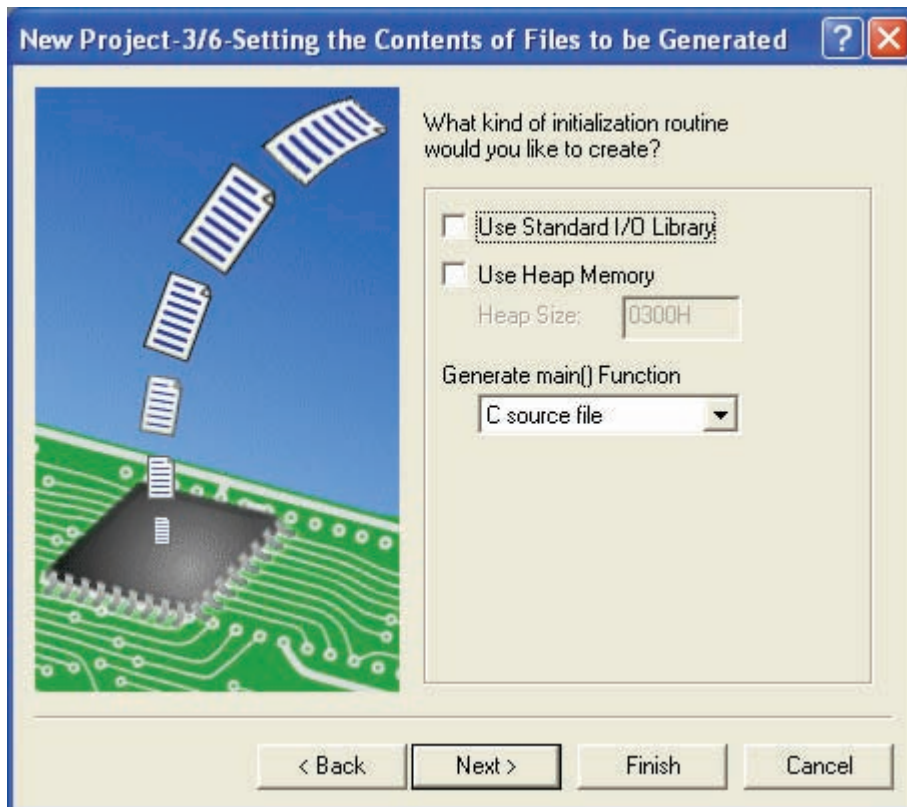 New Project-3/6-Setting the Contents of Files to be Generated
What kind of initialization routine
would you like to create?
Use Standard I/O Library
Use Heap Memory
Heap Size: 0300H
Generate main() Function
C source file
< Back Next > Finish Cancel